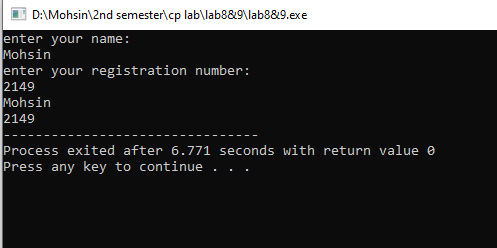 D:\Mohsin\2nd semester\cp lab\lab8&9\lab8&9.exe
enter your name:
Mohsin
enter your registration number:
2149
Mohsin
2149
--------------------------------
Process exited after 6.771 seconds with return value 0
Press any key to continue . . .